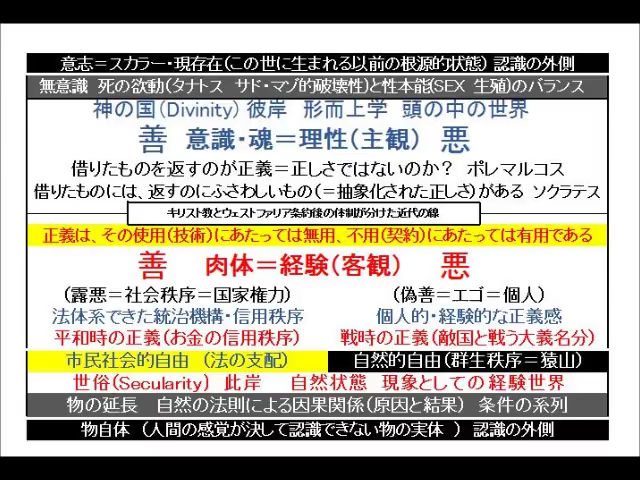 意志＝スカラー・現存在（この世に生まれる以前の根源的状態）認識の外側
無意識　死の欲動（タナトス　サド・マゾ的破壊性）と性本能（SEX　生殖）のバランス
神の国（Divinity）彼岸　形而上学　頭の中の世界
善　意識・魂＝理性（主観）　悪
借りたものを返すのが正義＝正しさではないのか？　ポレマルコス
借りたものには、返すのにふさわしいもの（＝抽象化された正しさ）がある　ソクラテス
キリスト教とウェストファリア条約後の体制が分けた近代の線
正義は、その使用（技術）にあたっては無用、不用（契約）にあたっては有用である
善　肉体＝経験（客観）　悪
（露悪＝社会秩序＝国家権力）　（偽善＝エゴ＝個人）
法体系できた統治機構・信用秩序　個人的・経験的な正義感
平和時の正義（お金の信用秩序）　戦時の正義（敵国と戦う大義名分）
市民社会的自由　（法の支配）　自然的自由（群生秩序＝猿山）
世俗（Secularity）　此岸　自然状態　現象としての経験世界
物の延長　自然の法則による因果関係（原因と結果）　条件の系列
物自体　（人間の感覚が決して認識できない物の実体　）　認識の外側